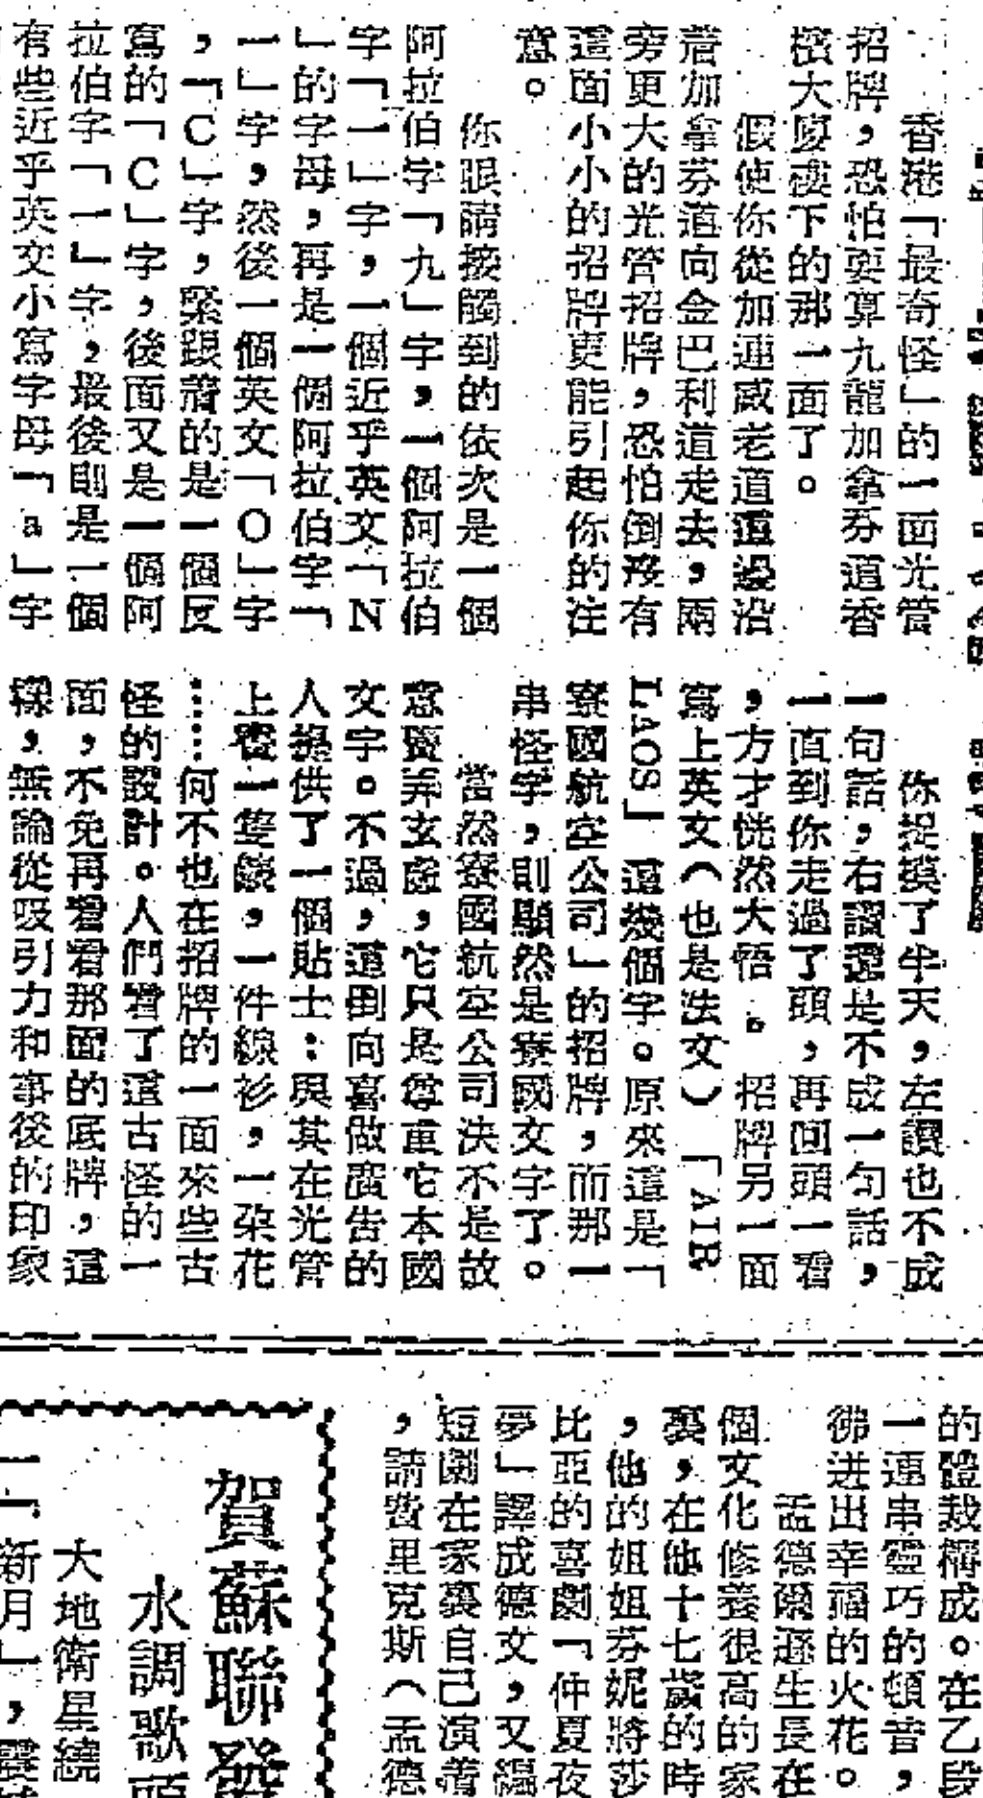 香港「最奇怪」的一面光管
招牌，恐怕要算九龍加拿芬道香
檳大廈樓下的那一面了。
假使你從加連威老道這邊沿
着加拿芬道向金巴利道走去，兩
旁更大的光管招牌，恐怕倒沒有
這面小小的招牌更能引起你的注
意。
你眼睛接觸到的依次是一個
阿拉伯字「九」字，一個阿拉伯
字「一」字，一個近乎英文「N
」的字母，再是一個阿拉伯字「
一」字，然後一個英文「O」字
，「C」字，緊跟着的是一個反
寫的「C」字，後面又是一個阿
拉伯字「一」字，最後則是一個
有些近乎英文小寫字母「a」字
你捉摸了半天，左讀也不成
一句話，右讀還是不成一句話，
一直到你走過了頭，再回頭一看
，方才恍然大悟。招牌另一面
寫上英文（也是法文）「AIR
LAOS」這幾個字。原來這是「
寮國航空公司」的招牌，而那一
串怪字，則顯然是寮國文字了。
當然寮國航空公司決不是故
意賣弄玄虛，它只是尊重它本國
文字。不過，這倒向喜做廣告的
人提供了一個貼士：與其在光管
上賣一隻錶，一件線衫，一朶花
……何不也在招牌的一面來些古
怪的設計。人們看了這古怪的一
面，不免再看看那面的底牌，這
樣，無論從吸引力和事後的印象
的體裁稱成。在乙段
一連串靈巧的頓音，
彿迸出幸福的火花。
孟德爾遜生長在
個文化修養很高的家
裏，在他十七歲的時
，他的姐姐芬妮將莎
比亞的喜劇「仲夏夜
夢」譯成德文，又編
短劇在家裏自己演着
，請費里克斯（孟德
賀蘇聯發
水調歌頭
大地衛星繞
新月」，震